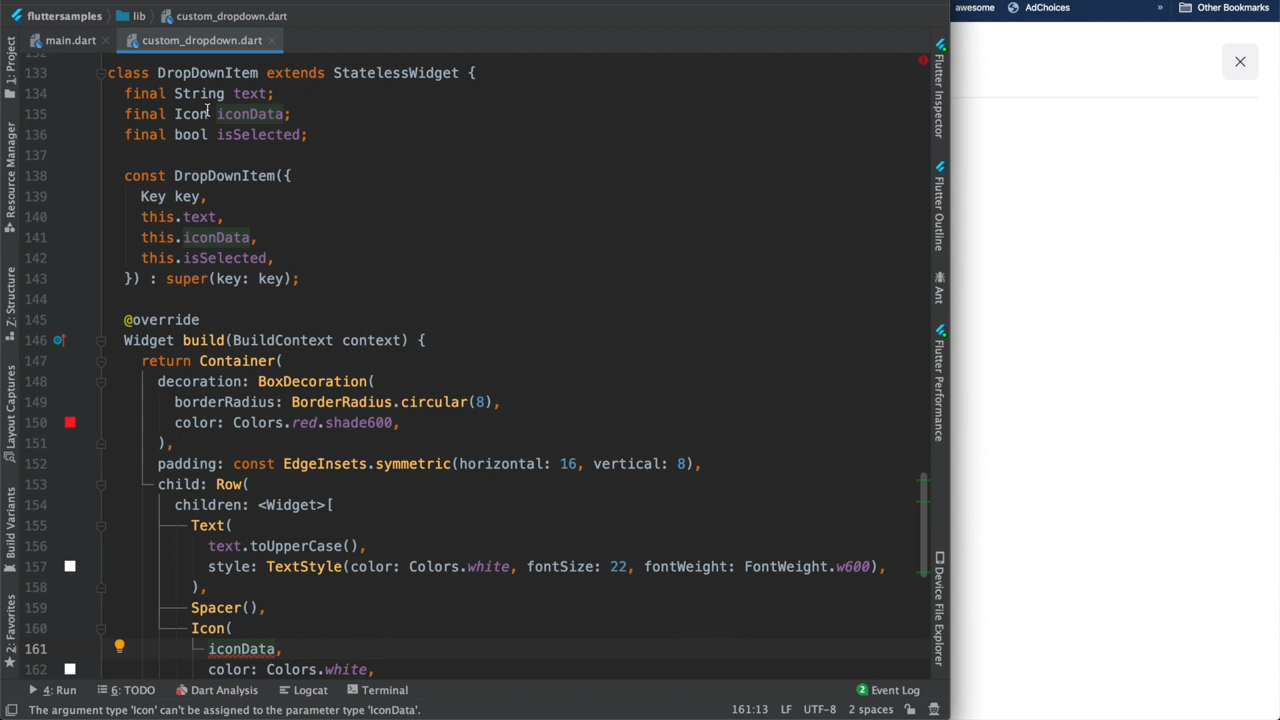 fluttersamples lib custom_dropdown.dart
awesome AdChoices » Other Bookmarks
main.dart custom_dropdown.dart
1: Project
Resource Manager
Z: Structure
Layout Captures
Build Variants
2: Favorites
132
133 class DropDownItem extends StatelessWidget {
134 final String text;
135 final Icon iconData;
136 final bool isSelected;
137
138 const DropDownItem({
139 Key key,
140 this.text,
141 this.iconData,
142 this.isSelected,
143 }) : super(key: key);
144
145 @override
146 Widget build(BuildContext context) {
147 return Container(
148 decoration: BoxDecoration(
149 borderRadius: BorderRadius.circular(8),
150 color: Colors.red.shade600,
151 ),
152 padding: const EdgeInsets.symmetric(horizontal: 16, vertical: 8),
153 child: Row(
154 children: <Widget>[
155 Text(
156 text.toUpperCase(),
157 style: TextStyle(color: Colors.white, fontSize: 22, fontWeight: FontWeight.w600),
158 ),
159 Spacer(),
160 Icon(
161 iconData,
162 color: Colors.white,
Flutter Inspector
Flutter Outline
Ant
Flutter Performance
Device File Explorer
4: Run 6: TODO Dart Analysis Logcat Terminal 2 Event Log
The argument type 'Icon' can't be assigned to the parameter type 'IconData'. 161:13 LF UTF-8 2 spaces